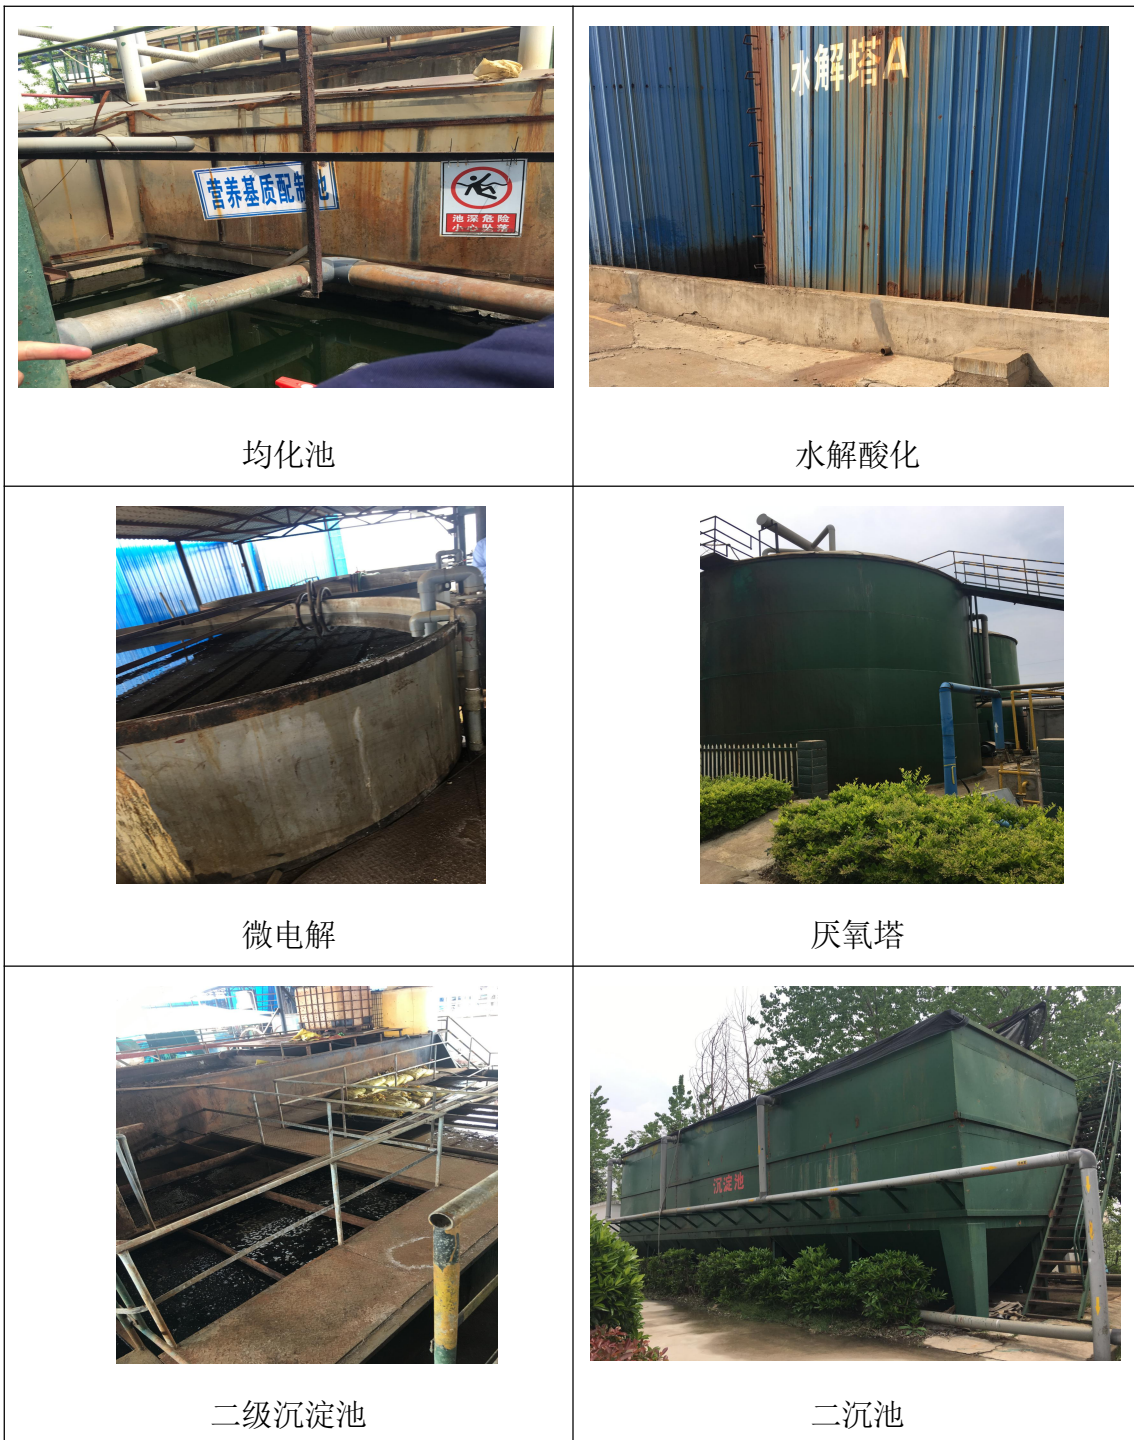 营养基质配制池
池深危险
小心坠落
水解塔A
均化池
水解酸化
微电解
厌氧塔
沉淀池
二级沉淀池
二沉池